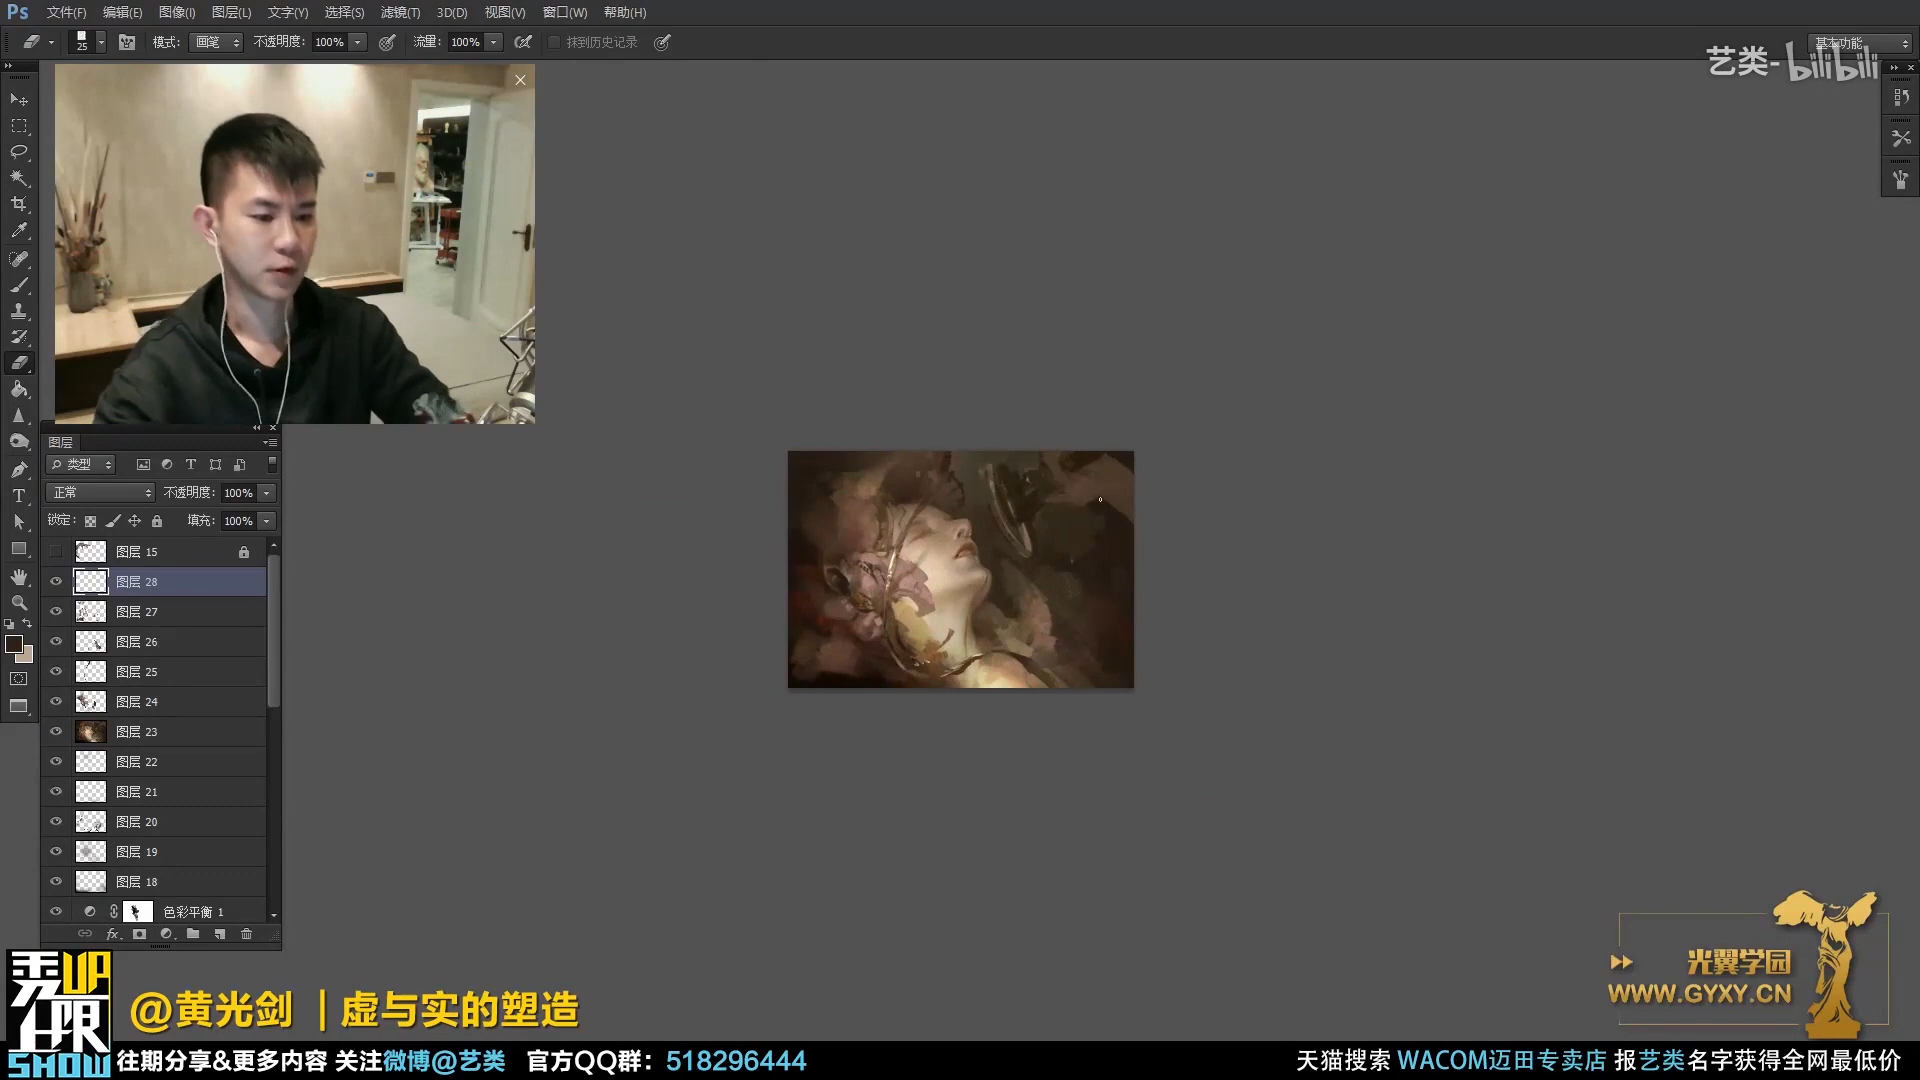 Ps 文件(F) 编辑(E) 图像(I) 图层(L) 文字(Y) 选择(S) 滤镜(T) 3D(D) 视图(V) 窗口(W) 帮助(H)
25 模式: 画笔 不透明度: 100% 流量: 100% 抹到历史记录 基本功能
艺类-bilibili
图层
类型
正常 不透明度: 100%
锁定: 填充: 100%
图层 15
图层 28
图层 27
图层 26
图层 25
图层 24
图层 23
图层 22
图层 21
图层 20
图层 19
图层 18
色彩平衡 1
光翼学园
WWW.GYXY.CN
UP
HR
SHOW
@黄光剑 | 虚与实的塑造
往期分享&更多内容 关注微博@艺类 官方QQ群: 518296444
天猫搜索 WACOM迈田专卖店 报艺类名字获得全网最低价